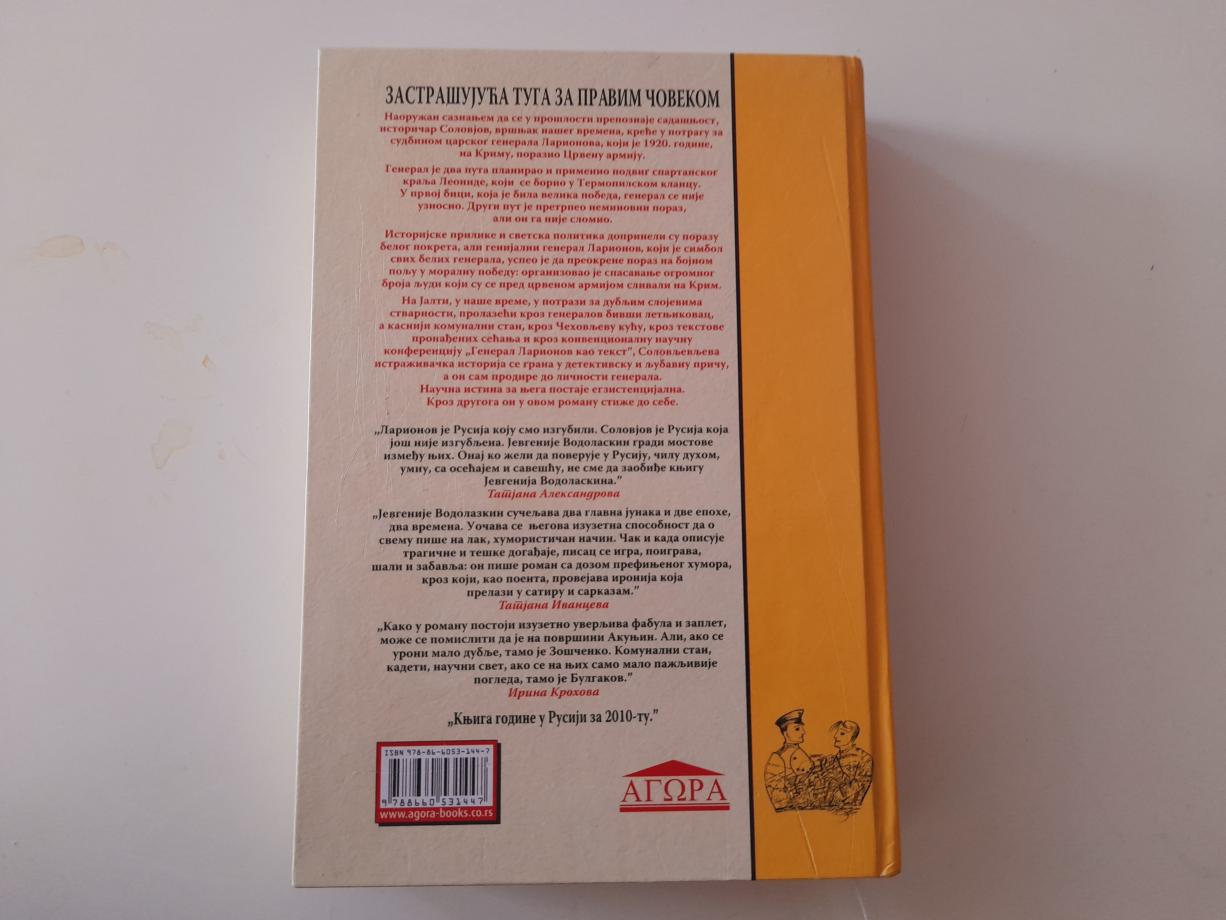 ЗАСТРАШУЈУЋА ТУГА ЗА ПРАВИМ ЧОВЕКОМ
Наоружан сазнањем да се у прошлости препознаје садашњост,
историчар Соловјов, вршњак нашег времена, креће у потрагу за
судбином царског генерала Ларионова, који је 1920. године,
на Криму, поразио Црвену армију.
Генерал је два пута планирао и применио подвиг спартанског
краља Леониде, који се борио у Термопилском кланцу.
У првој бици, која је била велика победа, генерал се није
узносио. Други пут је претрпео неминовни пораз,
али он га није сломио.
Историјске прилике и светска политика допринели су поразу
белог покрета, али генијални генерал Ларионов, који је симбол
свих белих генерала, успео је да преокрене пораз на бојном
пољу у моралну победу: организовао је спасавање огромног
броја људи који су се пред црвеном армијом сливали на Крим.
На Јалти, у наше време, у потрази за дубљим слојевима
стварности, пролазећи кроз генералов бивши летњиковац,
а каснији комунални стан, кроз Чеховљеву кућу, кроз текстове
пронађених сећања и кроз конвенционалну научну
конференцију „Генерал Ларионов као текст”, Соловљевљева
истраживачка историја се грана у детективску и љубавну причу,
а он сам продире до личности генерала.
Научна истина за њега постаје егзистенцијална.
Кроз другога он у овом роману стиже до себе.
„Ларионов је Русија коју смо изгубили. Соловјов је Русија која
још није изгубљена. Јевгеније Водоласкин гради мостове
између њих. Онај ко жели да поверује у Русију, чилу духом,
умну, са осећајем и савешћу, не сме да заобиђе књигу
Јевгенија Водоласкина.”
Татјана Александрова
„Јевгеније Водолазкин сучељава два главна јунака и две епохе,
два времена. Уочава се његова изузетна способност да о
свему пише на лак, хумористичан начин. Чак и када описује
трагичне и тешке догађаје, писац се игра, поиграва,
шали и забавља: он пише роман са дозом префињеног хумора,
кроз који, као поента, провејава иронија која
прелази у сатиру и сарказам.”
Татјана Иванцева
„Како у роману постоји изузетно уверљива фабула и заплет,
може се помислити да је на површини Акуњин. Али, ако се
урони мало дубље, тамо је Зошченко. Комунални стан,
кадети, научни свет, ако се на њих само мало пажљивије
погледа, тамо је Булгаков.”
Ирина Крохова
„Књига године у Русији за 2010-ту.”
ISBN 978-86-6053-144-7
9 788660 531447
www.agora-books.co.rs
АГΩРА